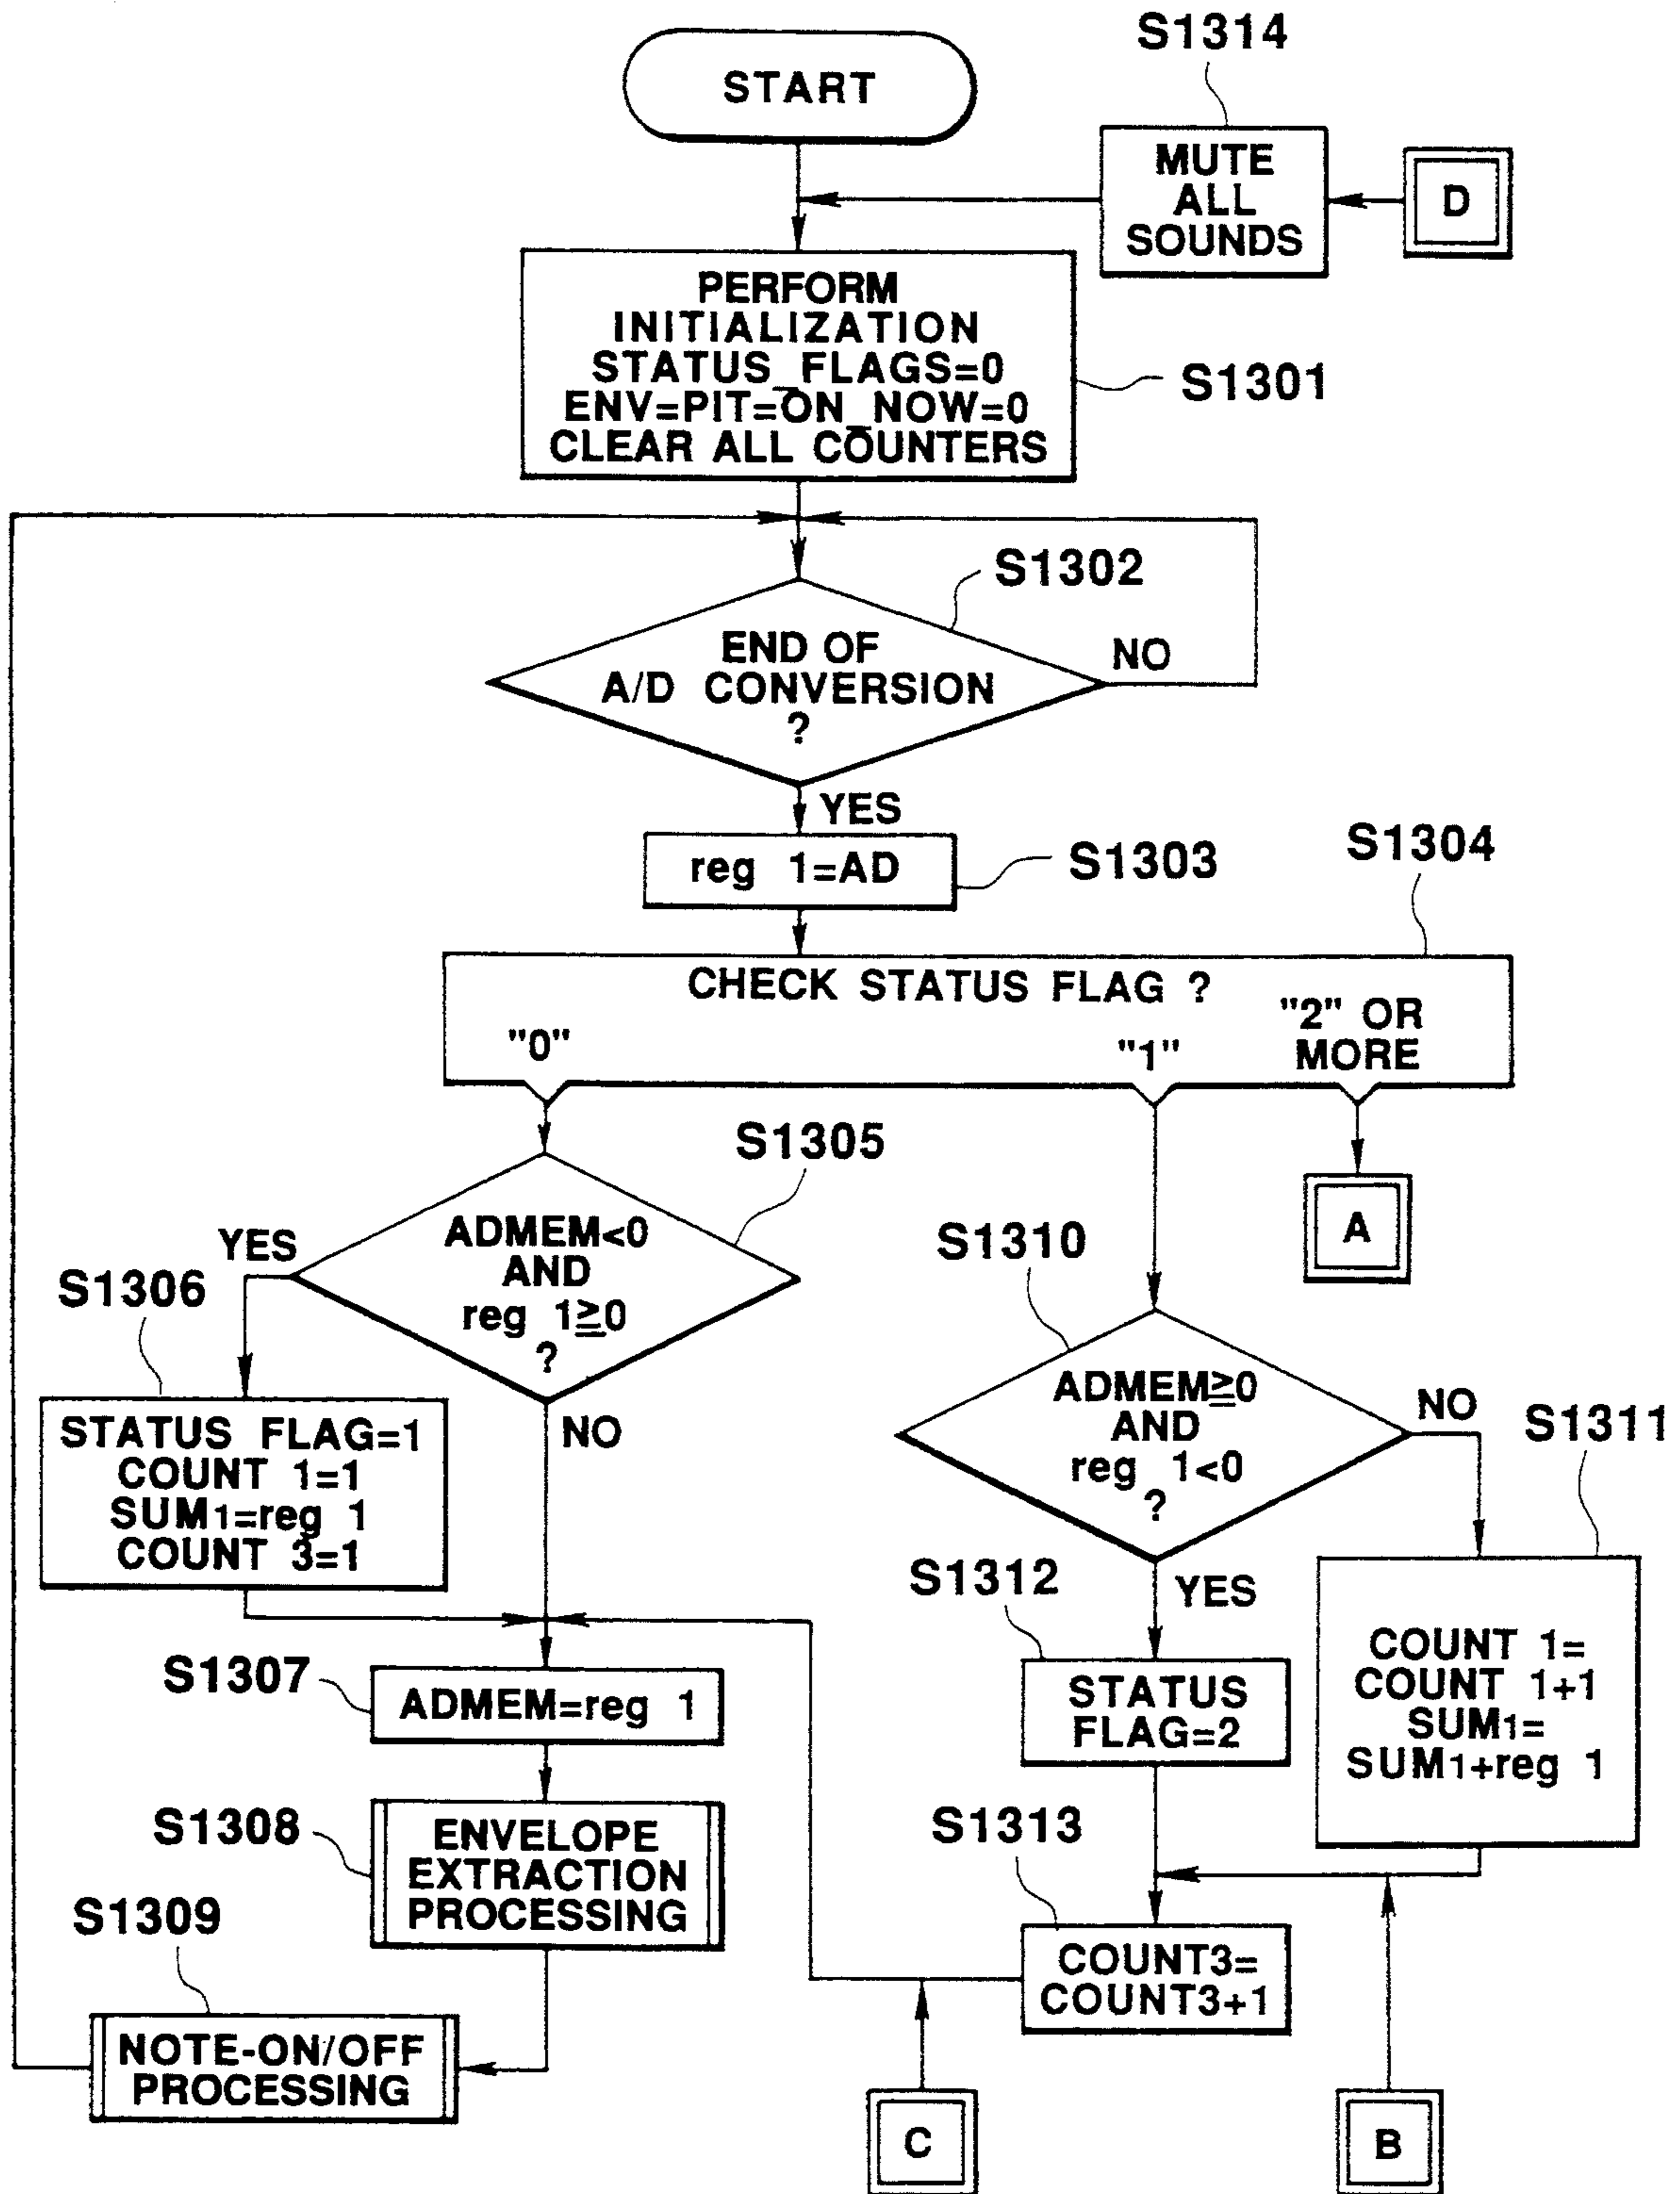 S1314
START
MUTE
ALL
SOUNDS
D
PERFORM
INITIALIZATION
STATUS_FLAGS=0
ENV=PIT=ON_NOW=0
CLEAR ALL COUNTERS
S1301
S1302
END OF
A/D CONVERSION
?
NO
YES
reg 1=AD
S1303
S1304
CHECK STATUS FLAG ?
"0"
"1"
"2" OR
MORE
S1305
A
YES
ADMEM<0
AND
reg 1≧0
?
NO
S1306
STATUS FLAG=1
COUNT 1=1
SUM1=reg 1
COUNT 3=1
S1310
ADMEM≧0
AND
reg 1<0
?
NO
YES
S1311
COUNT 1=
COUNT 1+1
SUM1=
SUM1+reg 1
S1312
STATUS
FLAG=2
S1307
ADMEM=reg 1
S1308
ENVELOPE
EXTRACTION
PROCESSING
S1313
COUNT3=
COUNT3+1
S1309
NOTE-ON/OFF
PROCESSING
C
B